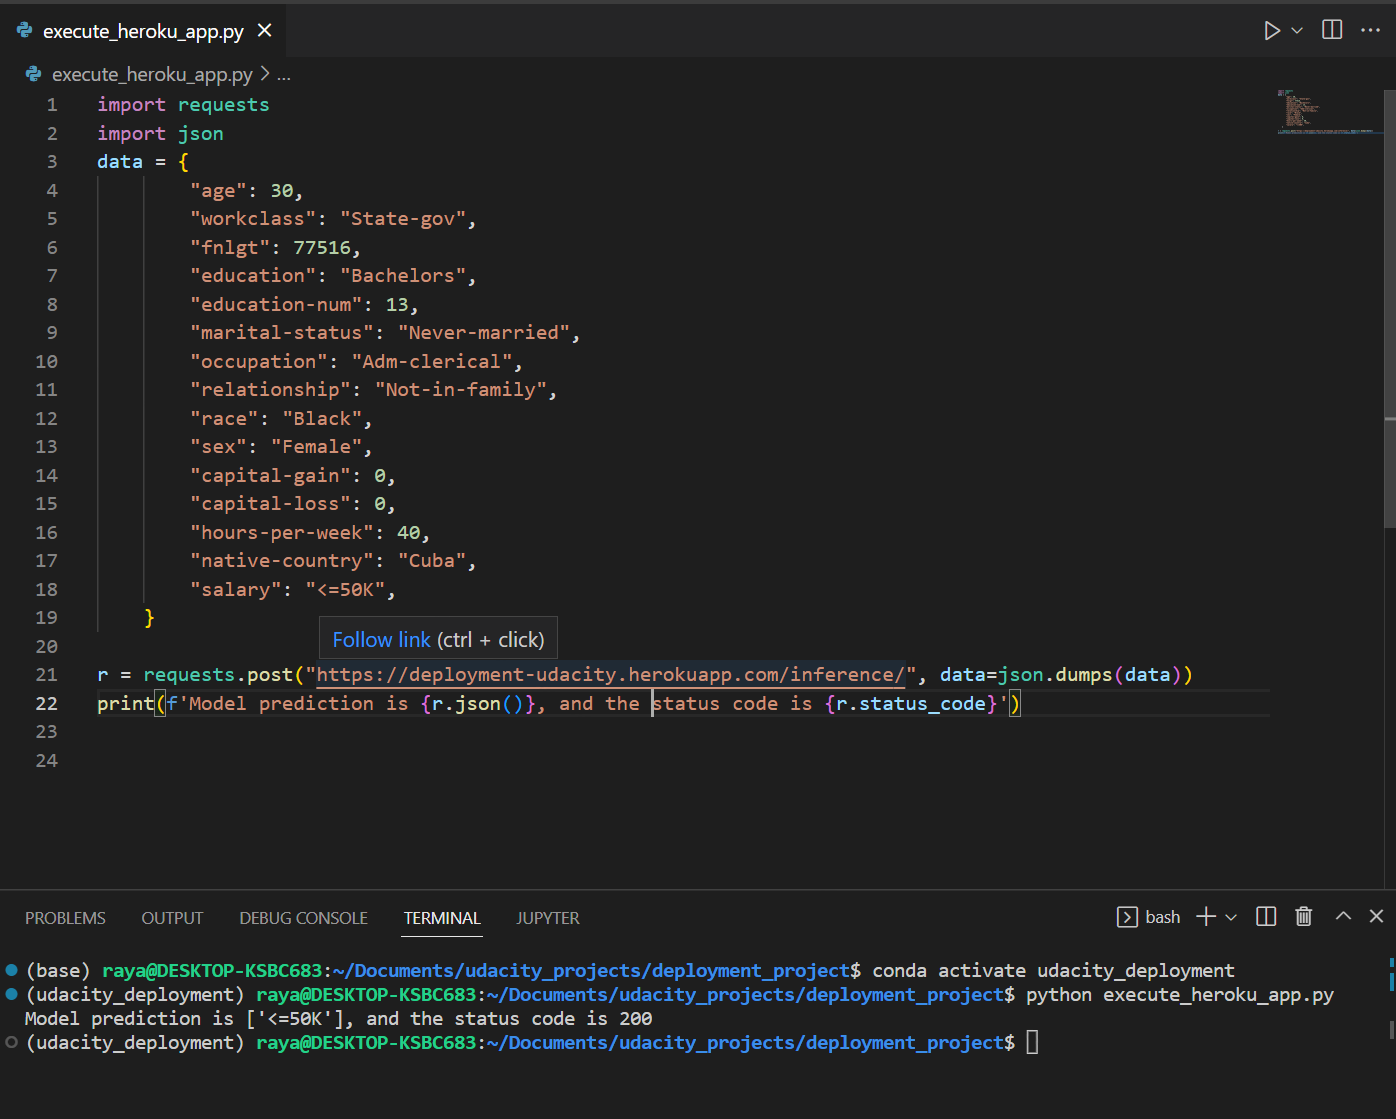 execute_heroku_app.py
execute_heroku_app.py > ...
1 import requests
2 import json
3 data = {
4 "age": 30,
5 "workclass": "State-gov",
6 "fnlgt": 77516,
7 "education": "Bachelors",
8 "education-num": 13,
9 "marital-status": "Never-married",
10 "occupation": "Adm-clerical",
11 "relationship": "Not-in-family",
12 "race": "Black",
13 "sex": "Female",
14 "capital-gain": 0,
15 "capital-loss": 0,
16 "hours-per-week": 40,
17 "native-country": "Cuba",
18 "salary": "<=50K",
19 }
20
Follow link (ctrl + click)
21 r = requests.post("https://deployment-udacity.herokuapp.com/inference/", data=json.dumps(data))
22 print(f'Model prediction is {r.json()}, and the status code is {r.status_code}')
23
24
PROBLEMS OUTPUT DEBUG CONSOLE TERMINAL JUPYTER bash
(base) raya@DESKTOP-KSBC683:~/Documents/udacity_projects/deployment_project$ conda activate udacity_deployment
(udacity_deployment) raya@DESKTOP-KSBC683:~/Documents/udacity_projects/deployment_project$ python execute_heroku_app.py
Model prediction is ['<=50K'], and the status code is 200
(udacity_deployment) raya@DESKTOP-KSBC683:~/Documents/udacity_projects/deployment_project$